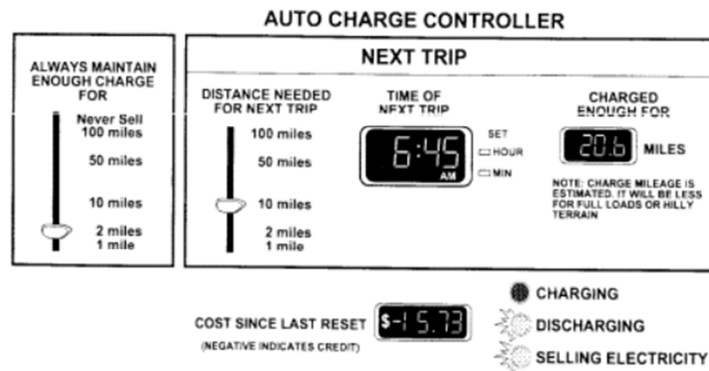 AUTO CHARGE CONTROLLER
ALWAYS MAINTAIN
ENOUGH CHARGE
FOR
Never Sell
100 miles
50 miles
10 miles
2 miles
1 mile
NEXT TRIP
DISTANCE NEEDED
FOR NEXT TRIP
100 miles
50 miles
10 miles
2 miles
1 mile
TIME OF
NEXT TRIP
6:45
AM
SET
HOUR
MIN
CHARGED
ENOUGH FOR
20.6 MILES
NOTE: CHARGE MILEAGE IS
ESTIMATED. IT WILL BE LESS
FOR FULL LOADS OR HILLY
TERRAIN
COST SINCE LAST RESET
(NEGATIVE INDICATES CREDIT)
$-15.73
CHARGING
DISCHARGING
SELLING ELECTRICITY